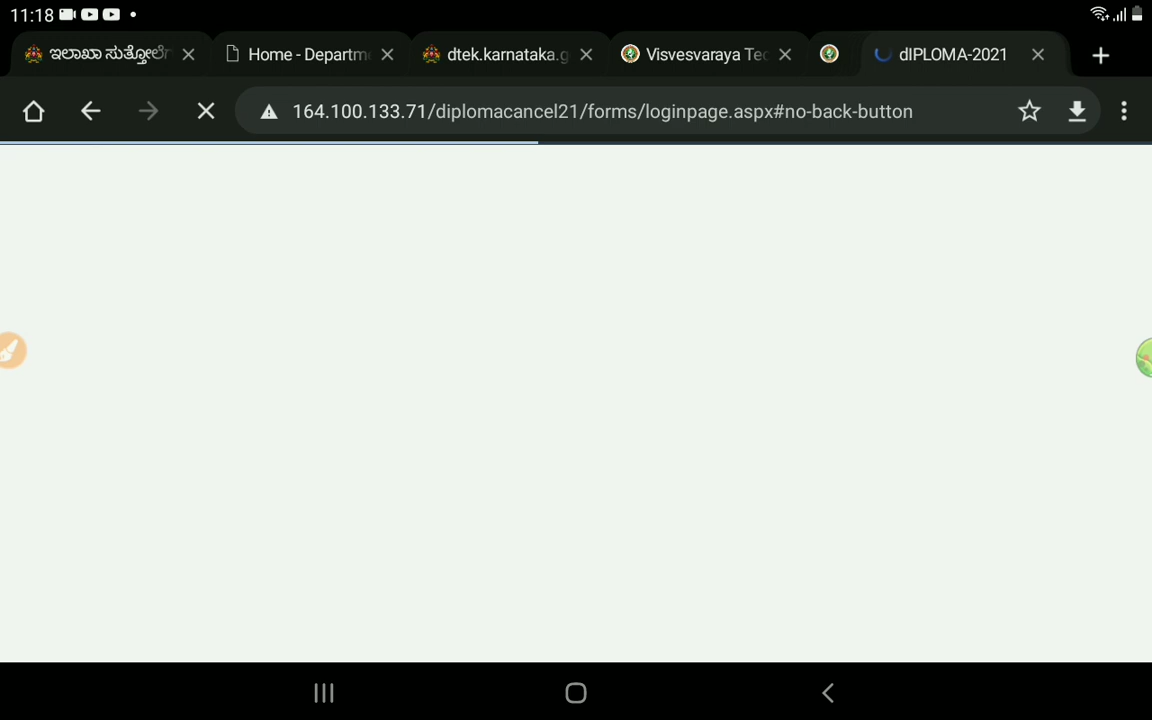 11:18
ಇಲಾಖಾ ಸುತ್ತೋಲೆಗ
Home - Departm
dtek.karnataka.g
Visvesvaraya Tec
dIPLOMA-2021
164.100.133.71/diplomacancel21/forms/loginpage.aspx#no-back-button